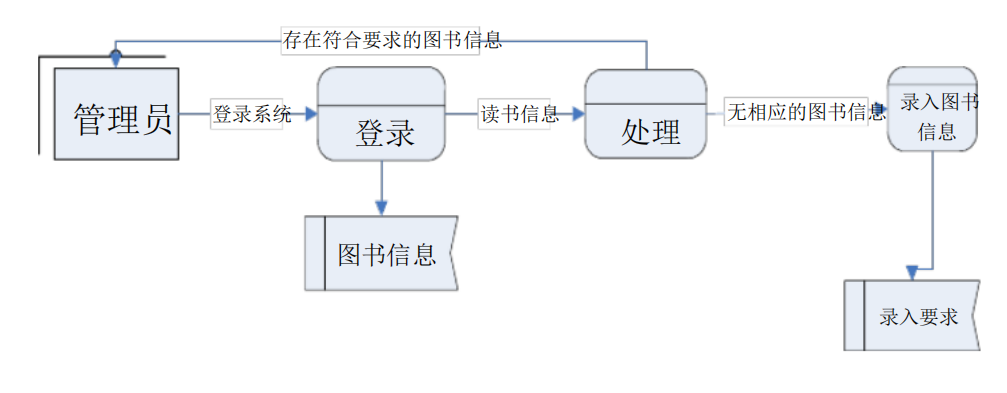 存在符合要求的图书信息
管理员
登录系统
登录
读书信息
处理
无相应的图书信息
录入图书
信息
图书信息
录入要求